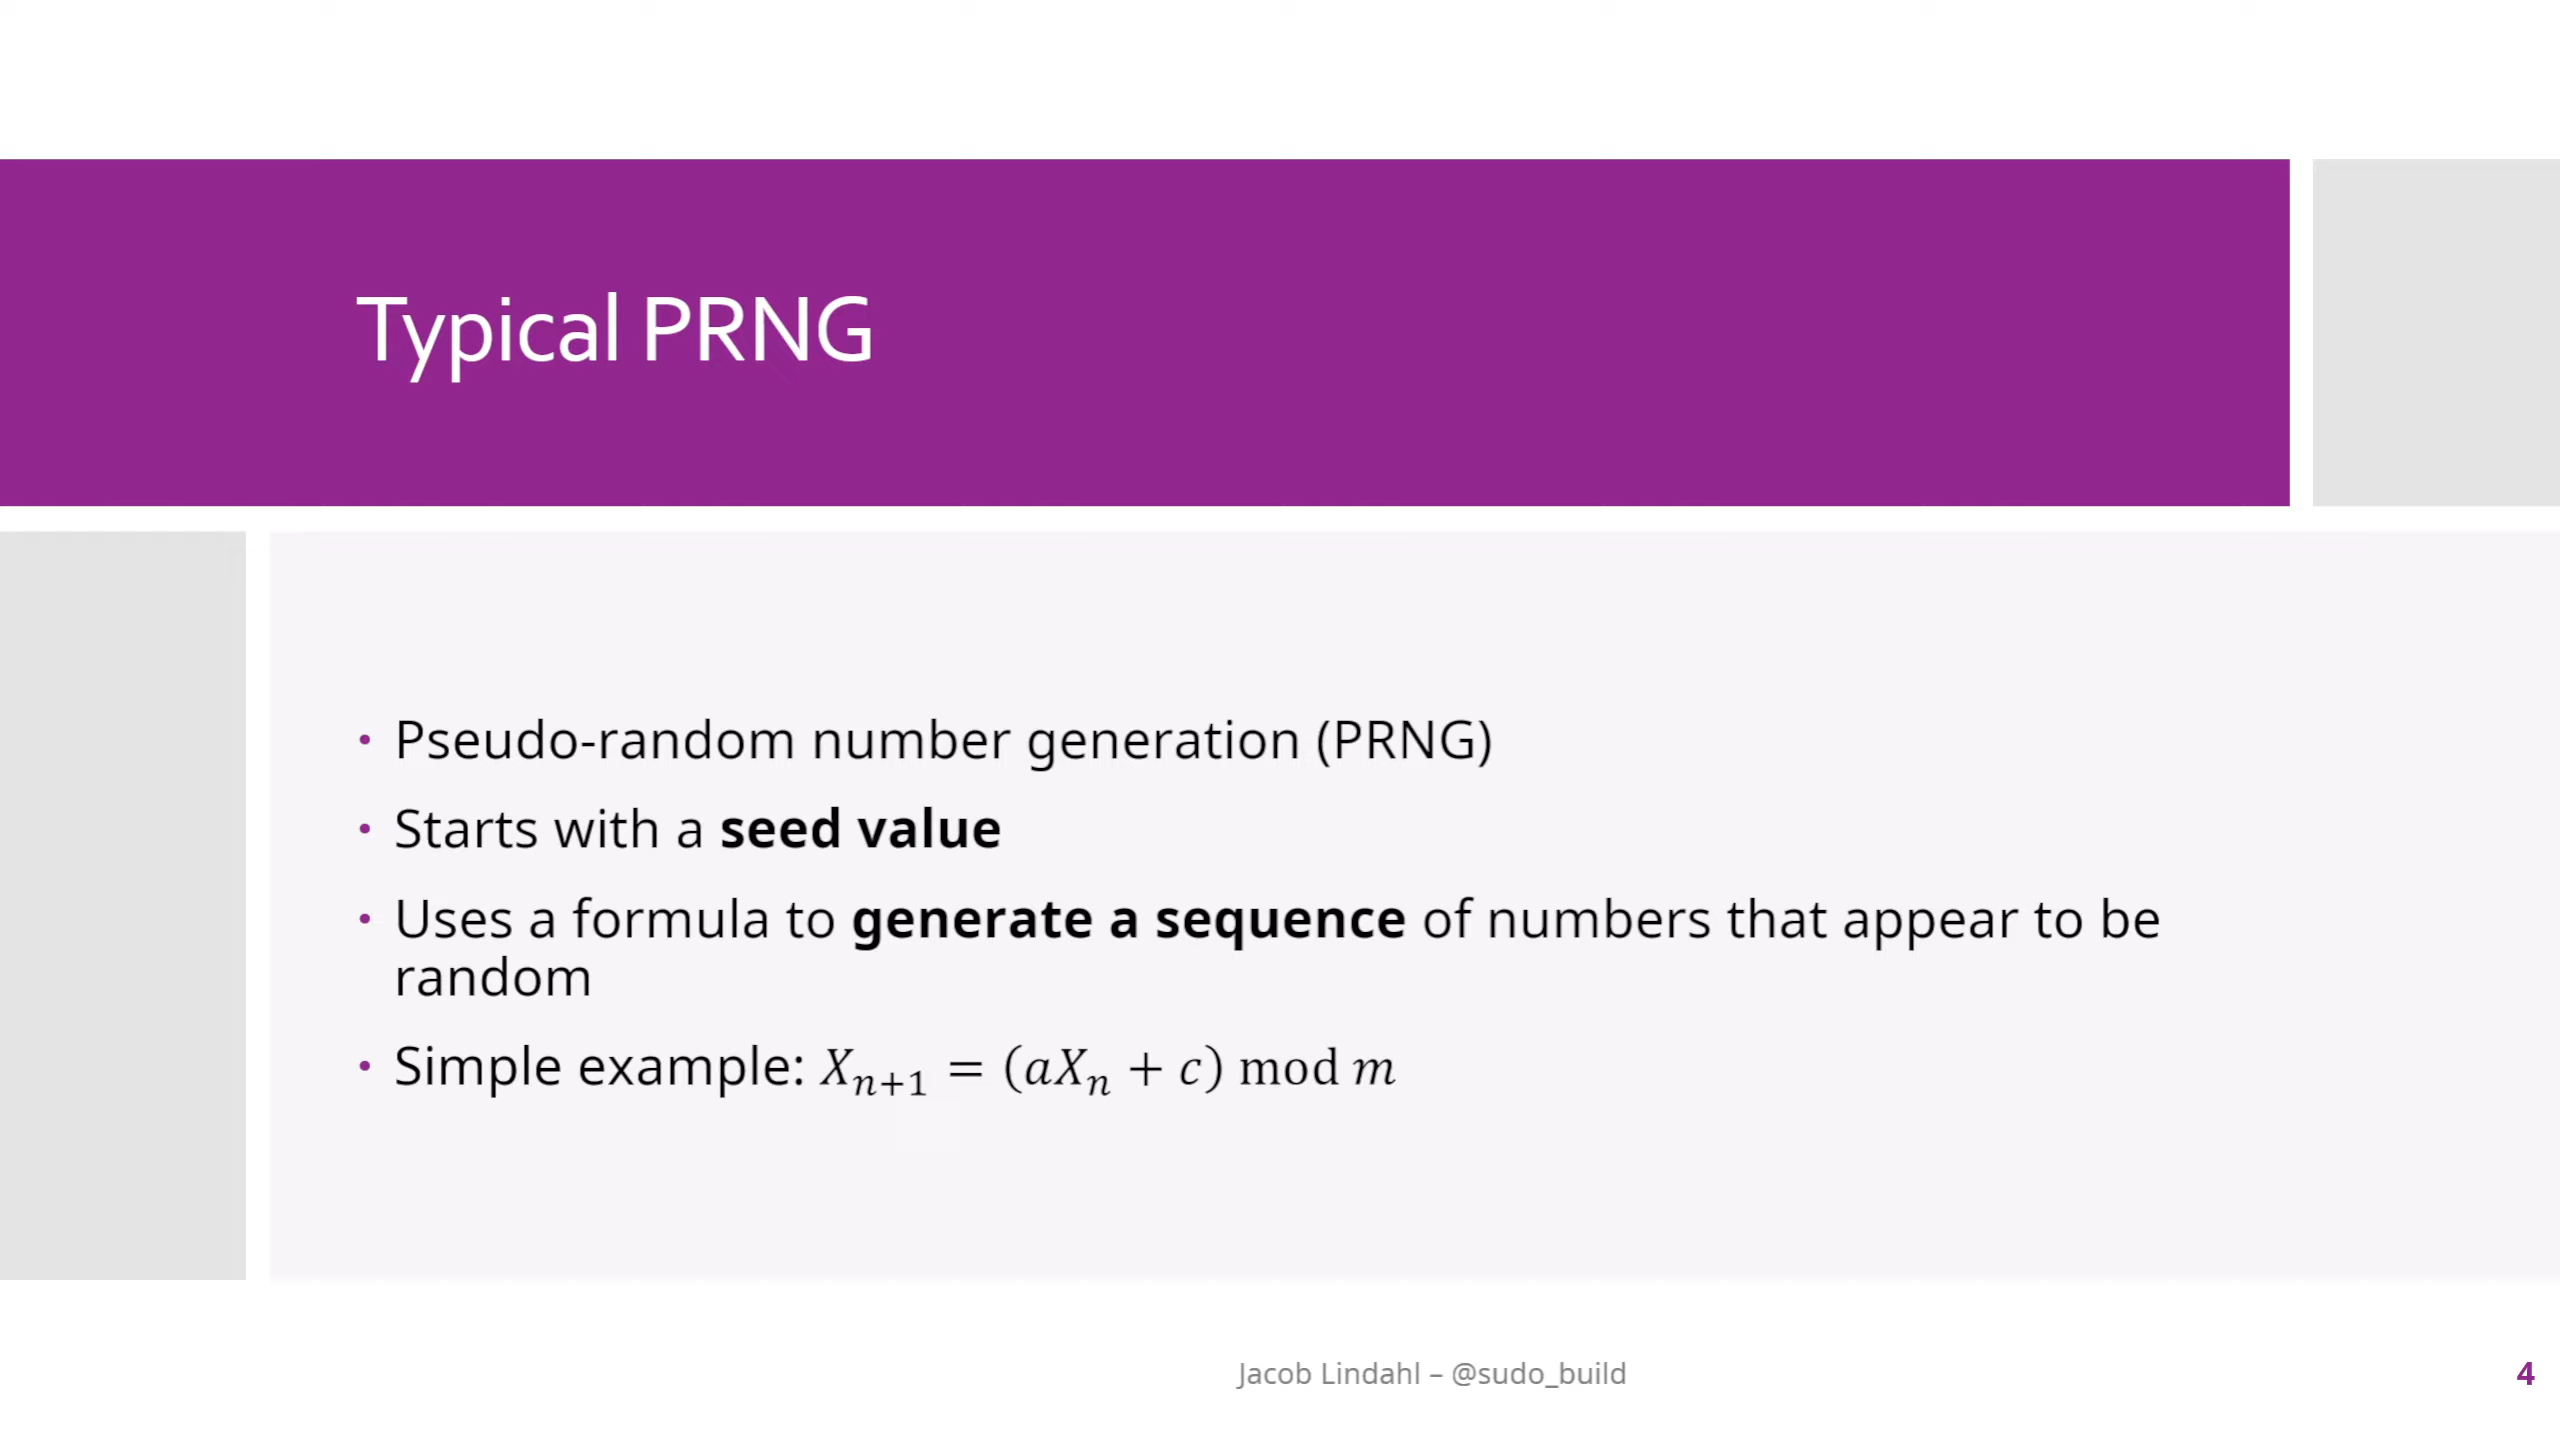 Typical PRNG
• Pseudo-random number generation (PRNG)
• Starts with a seed value
• Uses a formula to generate a sequence of numbers that appear to be
random
• Simple example: Xₙ₊₁ = (aXₙ + c) mod m
Jacob Lindahl – @sudo_build
4